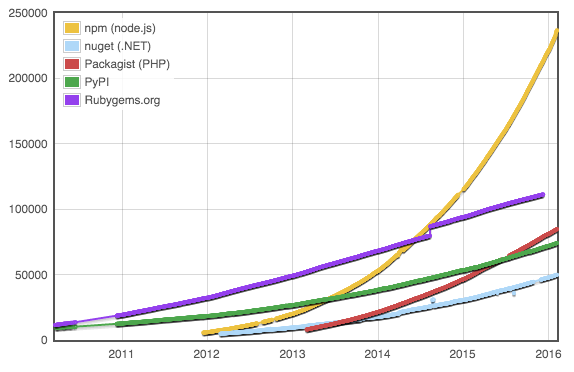 250000
200000
150000
100000
50000
0
npm (node.js)
nuget (.NET)
Packagist (PHP)
PyPI
Rubygems.org
2011 2012 2013 2014 2015 2016